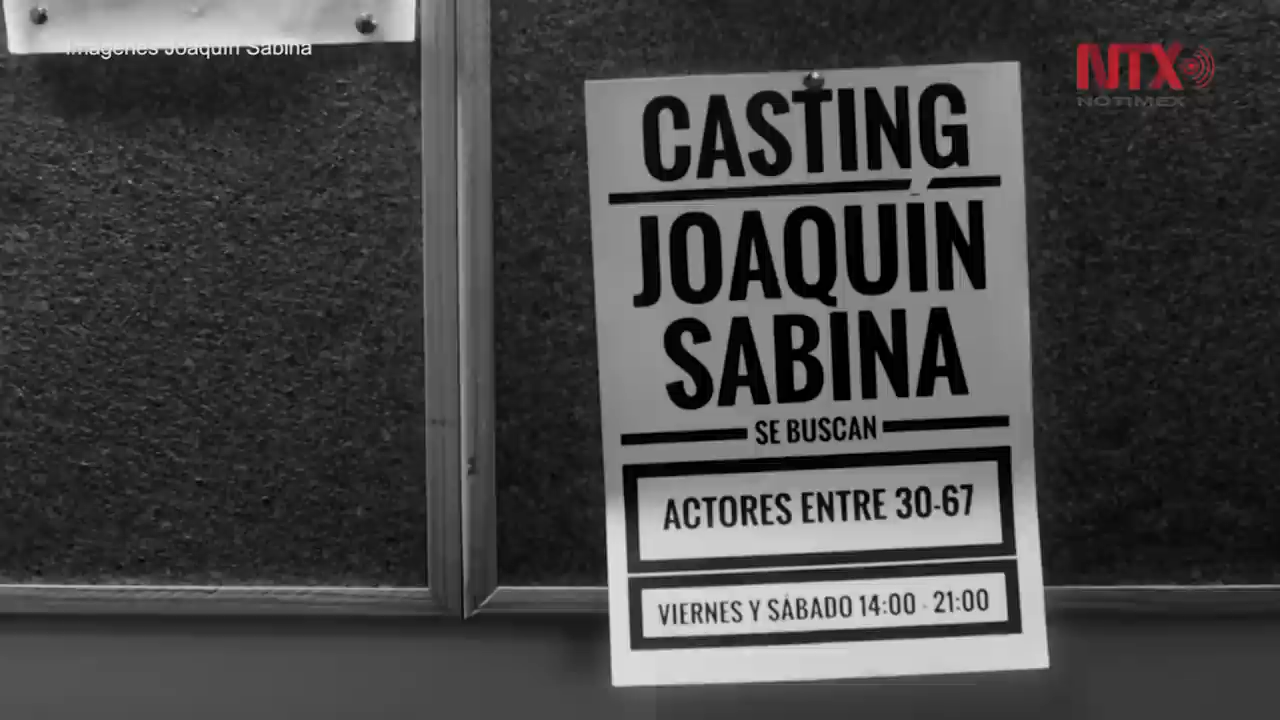 Imágenes Joaquín Sabina
NTX
NOTIMEX
CASTING
JOAQUÍN
SABINA
SE BUSCAN
ACTORES ENTRE 30-67
VIERNES Y SÁBADO 14:00 - 21:00